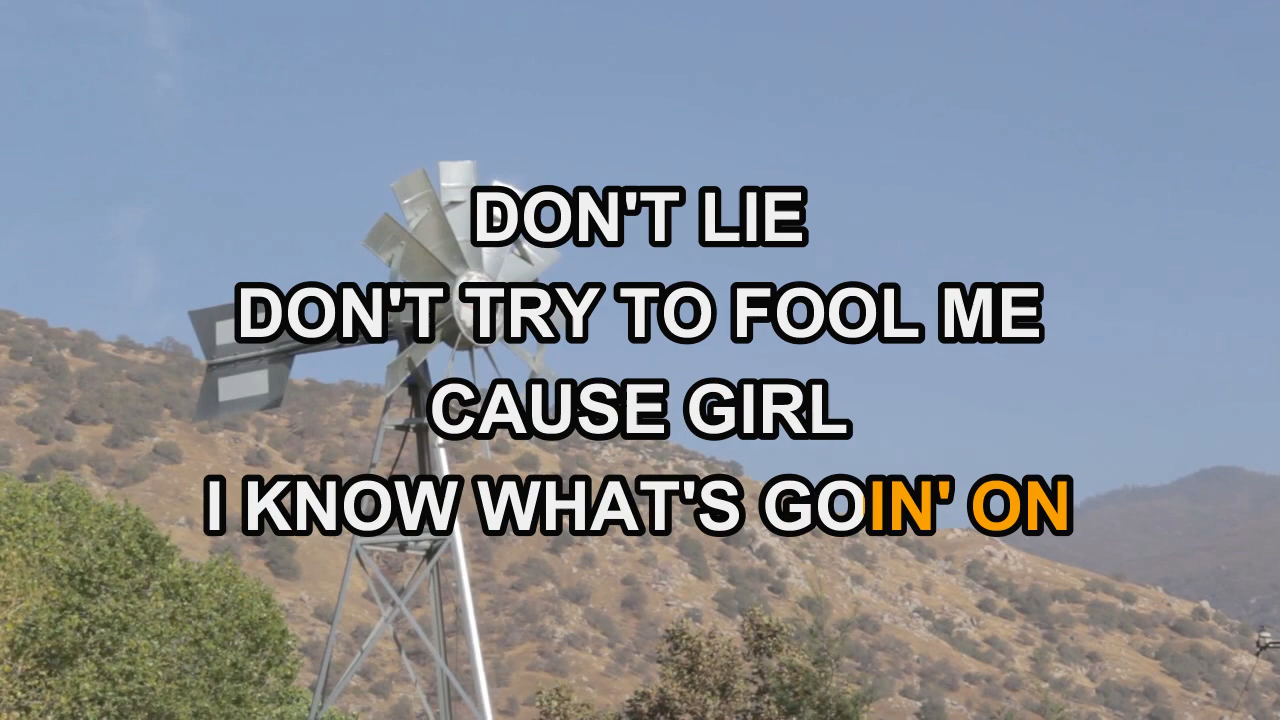 DON'T LIE
DON'T TRY TO FOOL ME
CAUSE GIRL
I KNOW WHAT'S GOIN' ON